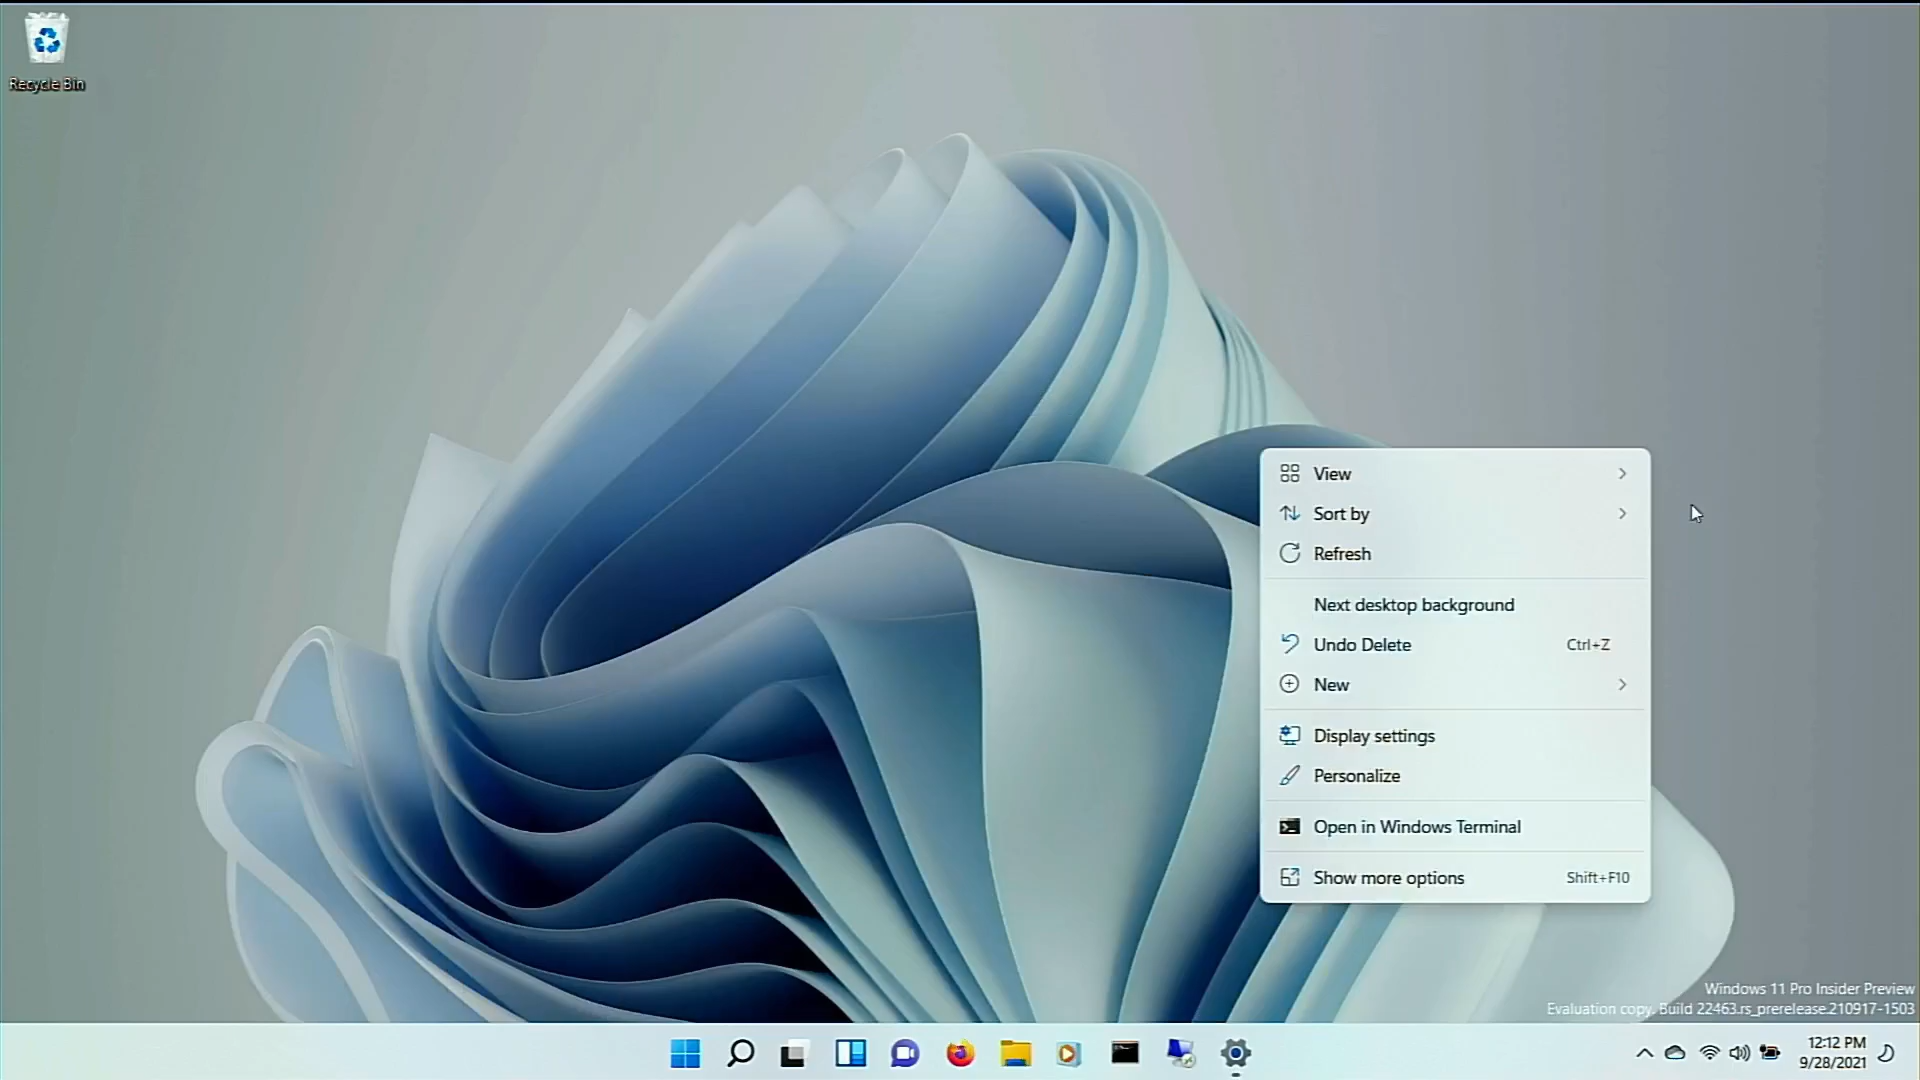 Recycle Bin
View
Sort by
Refresh
Next desktop background
Undo Delete Ctrl+Z
New
Display settings
Personalize
Open in Windows Terminal
Show more options Shift+F10
Windows 11 Pro Insider Preview
Evaluation copy. Build 22463.rs_prerelease.210917-1503
12:12 PM
9/28/2021